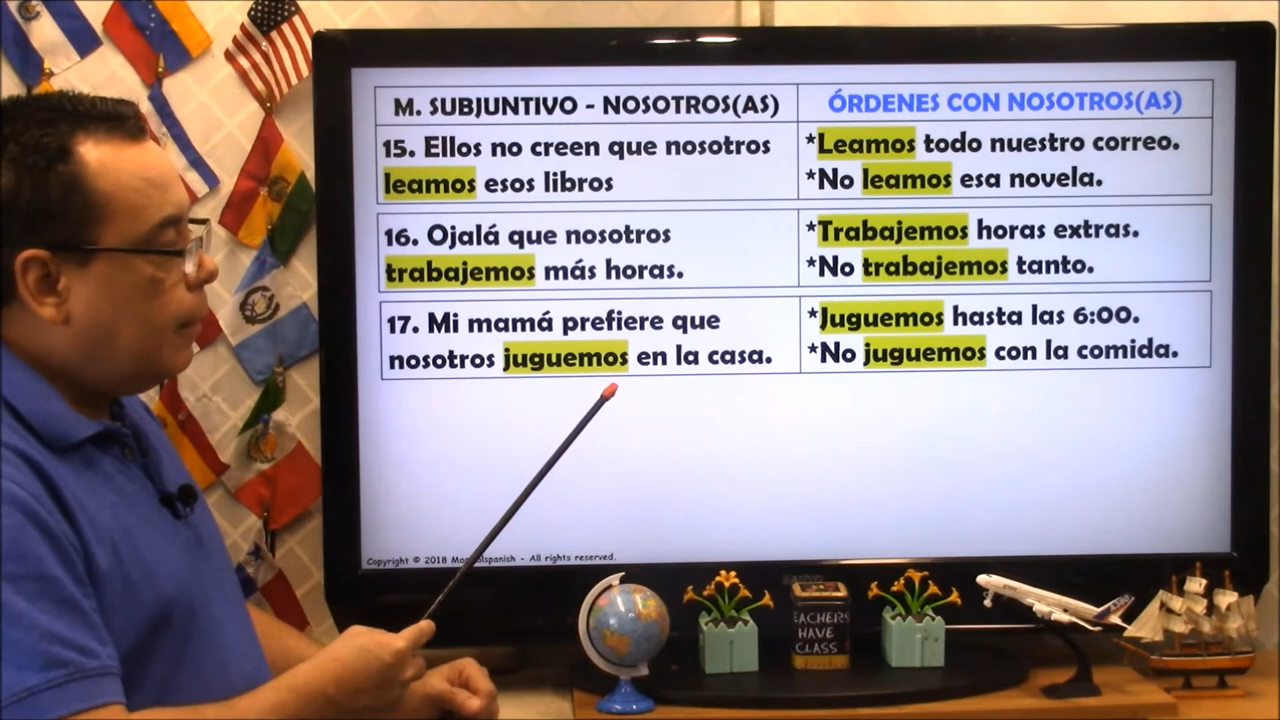 M. SUBJUNTIVO - NOSOTROS(AS)
ÓRDENES CON NOSOTROS(AS)
15. Ellos no creen que nosotros
leamos esos libros
*Leamos todo nuestro correo.
*No leamos esa novela.
16. Ojalá que nosotros
trabajemos más horas.
*Trabajemos horas extras.
*No trabajemos tanto.
17. Mi mamá prefiere que
nosotros juguemos en la casa.
*Juguemos hasta las 6:00.
*No juguemos con la comida.
Copyright © 2018 - All rights reserved.
TEACHERS
HAVE
CLASS
A380